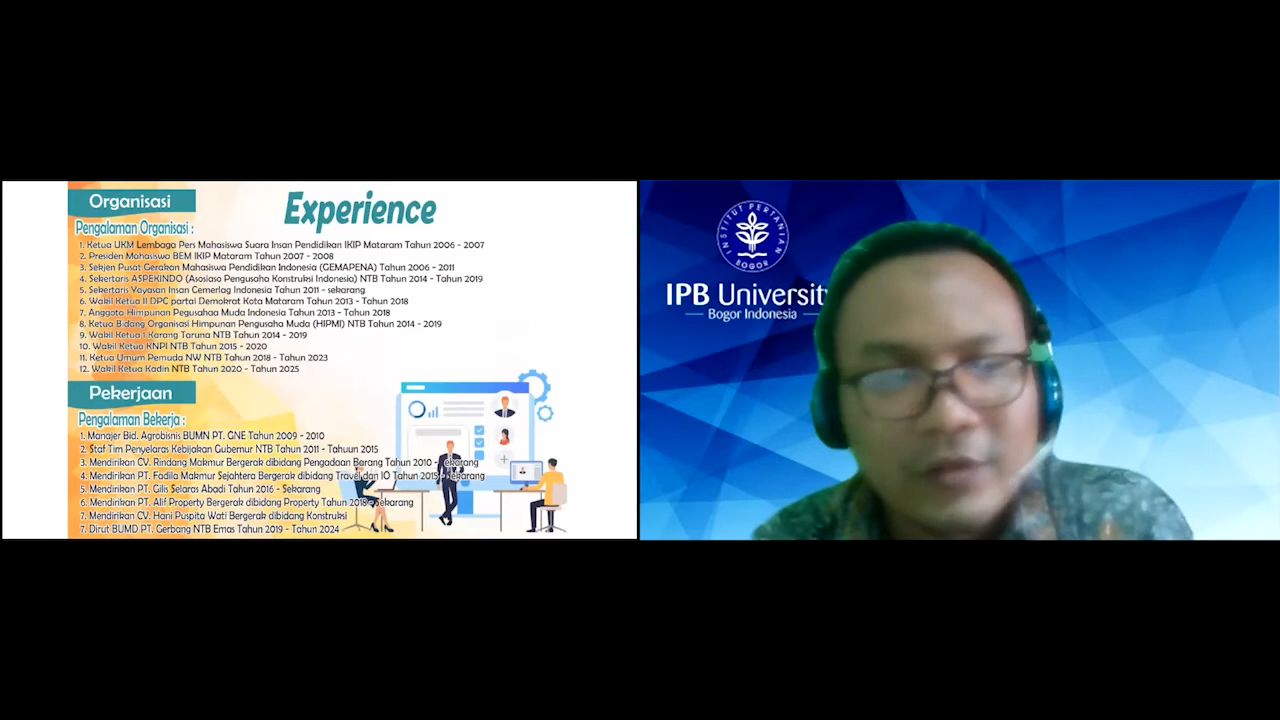 Organisasi
Experience
Pengalaman Organisasi :
1. Ketua UKM Lembaga Pers Mahasiswa Suara Insan Pendidikan IKIP Mataram Tahun 2006 - 2007
2. Presiden Mahasiswa BEM IKIP Mataram Tahun 2007 - 2008
3. Sekjen Pusat Gerakan Mahasiswa Pendidikan Indonesia (GEMAPENA) Tahun 2006 - 2011
4. Sekertaris ASPEKINDO (Asosiaso Pengusaha Konstruksi Indonesia) NTB Tahun 2014 - Tahun 2019
5. Sekertaris Yayasan Insan Cemerlag Indonesia Tahun 2011 - sekarang
6. Wakil Ketua II DPC partai Demokrat Kota Mataram Tahun 2013 - Tahun 2018
7. Anggota Himpunan Pegusahaa Muda Indonesia Tahun 2013 - Tahun 2018
8. Ketua Bidang Organisasi Himpunan Pengusaha Muda (HIPMI) NTB Tahun 2014 - 2019
9. Wakil Ketua 1 Karang Taruna NTB Tahun 2014 - 2019
10. Wakil Ketua KNPI NTB Tahun 2015 - 2020
11. Ketua Umum Pemuda NW NTB Tahun 2018 - Tahun 2023
12. Wakil Ketua Kadin NTB Tahun 2020 - Tahun 2025
Pekerjaan
Pengalaman Bekerja :
1. Manajer Bid. Agrobisnis BUMN PT. GNE Tahun 2009 - 2010
2. Staf Tim Penyelaras Kebijakan Gubernur NTB Tahun 2011 - Tahuun 2015
3. Mendirikan CV. Rindang Makmur Bergerak dibidang Pengadaan Barang Tahun 2010 - Sekarang
4. Mendirikan PT. Fadila Makmur Sejahtera Bergerak dibidang Travel dan IO Tahun 2015 - Sekarang
5. Mendirikan PT. Gilis Selaras Abadi Tahun 2016 - Sekarang
6. Mendirikan PT. Alif Property Bergerak dibidang Property Tahun 2018 - Sekarang
7. Mendirikan CV. Hani Puspita Wati Bergerak dibidang Konstruksi
7. Dirut BUMD PT. Gerbang NTB Emas Tahun 2019 - Tahun 2024
INSTITUT PERTANIAN
BOGOR
IPB University
Bogor Indonesia